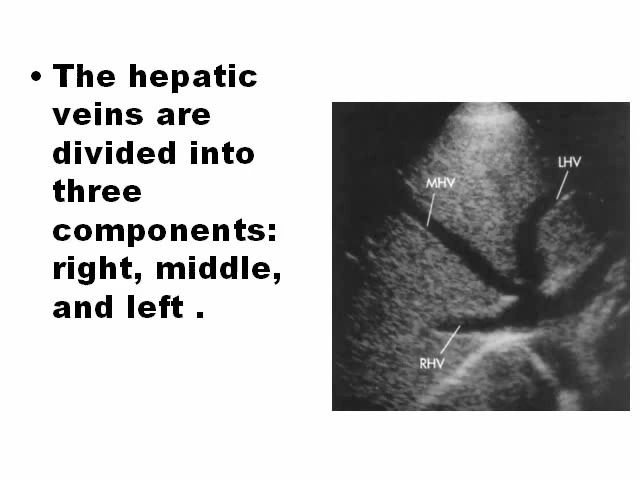 • The hepatic
veins are
divided into
three
components:
right, middle,
and left .
LHV
MHV
RHV